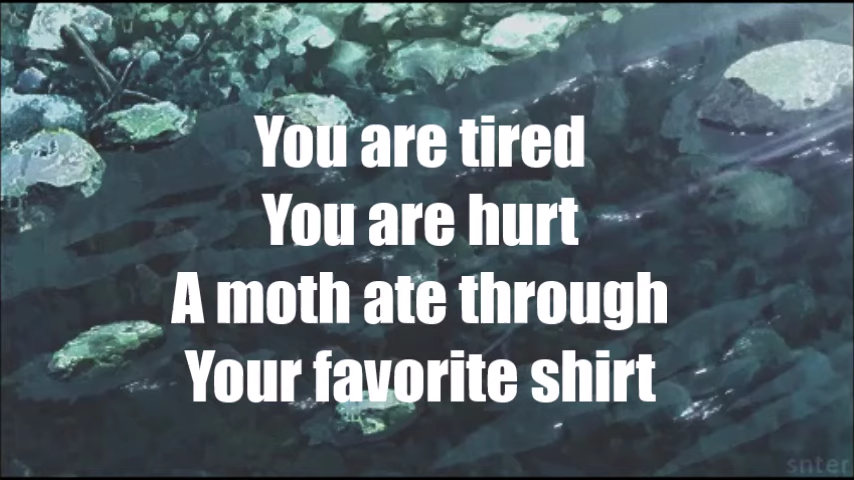 You are tired
You are hurt
A moth ate through
Your favorite shirt
snter